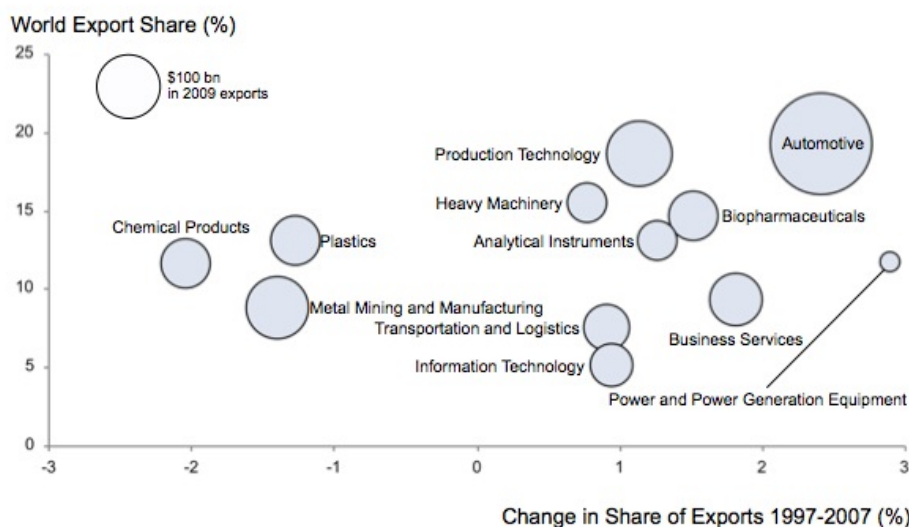 World Export Share (%)
25
$100 bn
in 2009 exports
20
Automotive
Production Technology
Heavy Machinery
15
Biopharmaceuticals
Chemical Products
Plastics
Analytical Instruments
10
Metal Mining and Manufacturing
Transportation and Logistics
Business Services
Information Technology
5
Power and Power Generation Equipment
0
-3
-2
-1
0
1
2
3
Change in Share of Exports 1997-2007 (%)